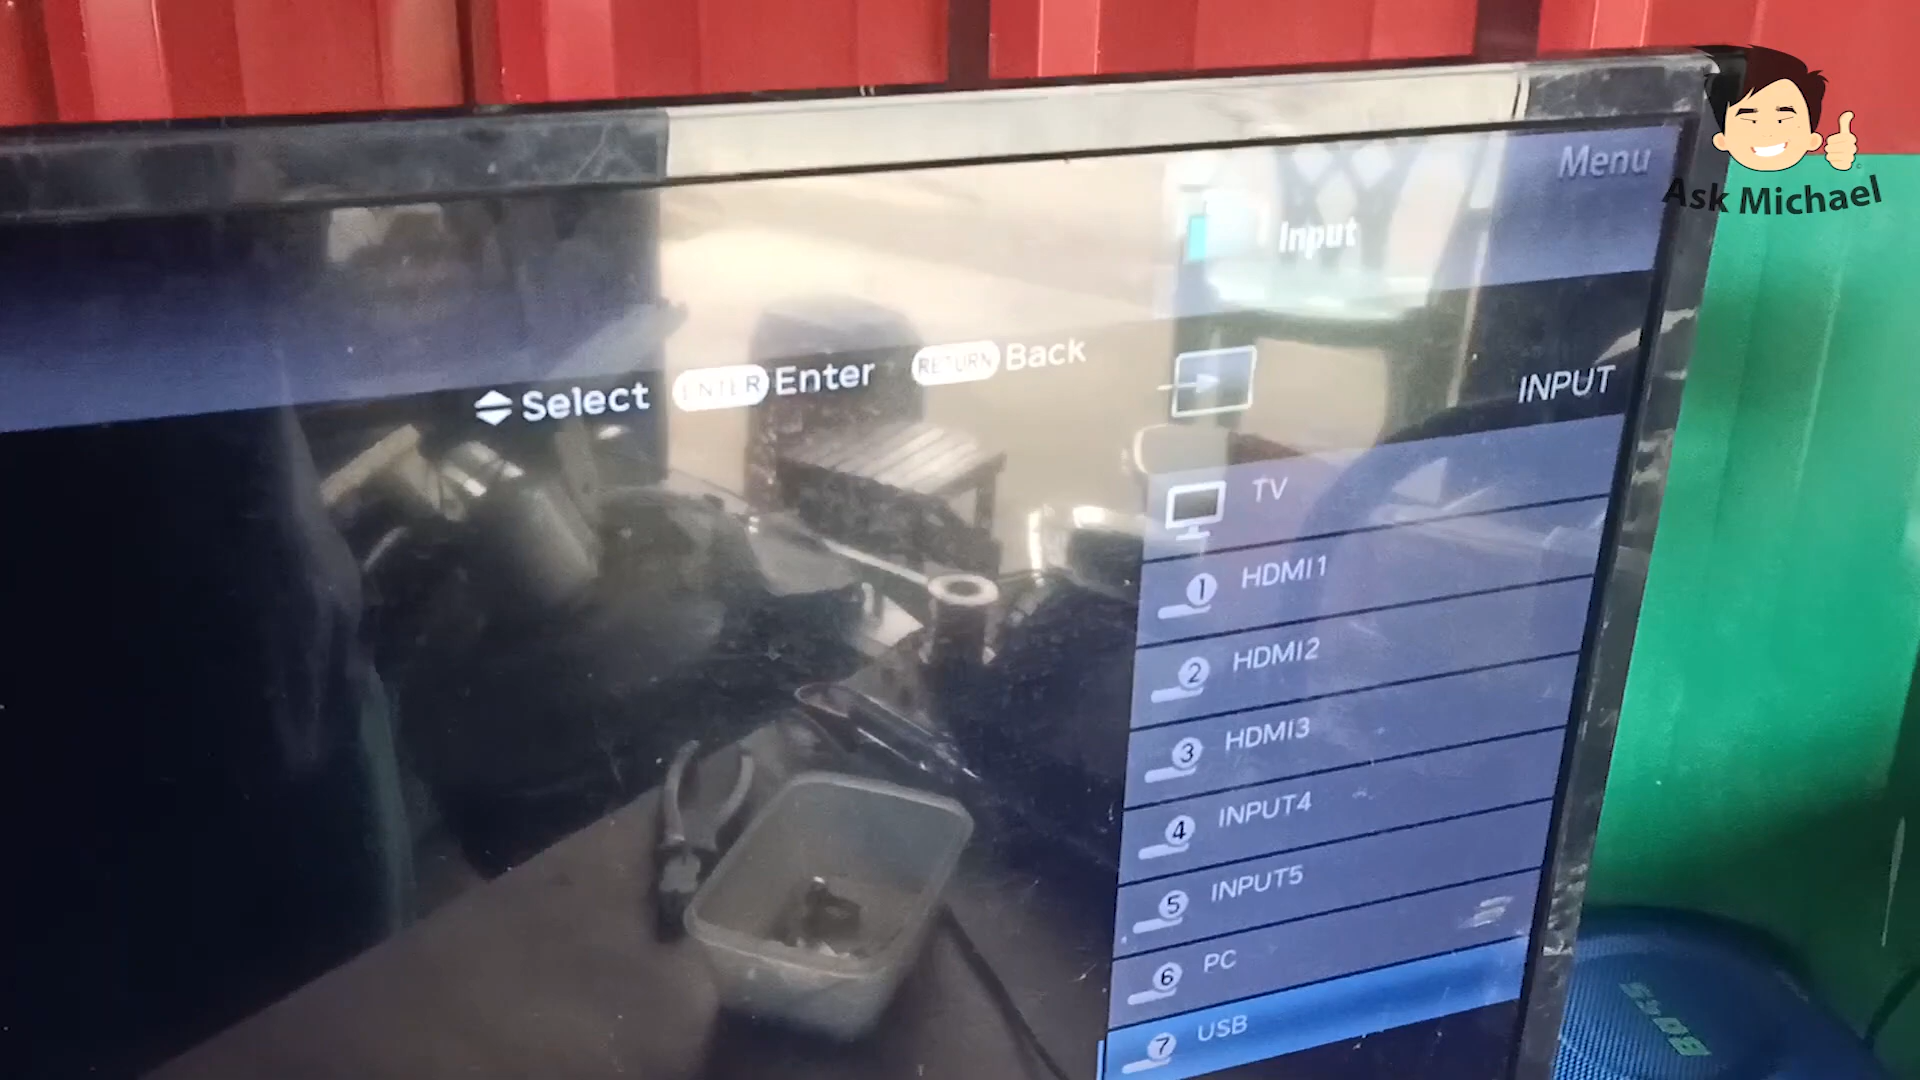 Menu
Ask Michael
Input
Select ENTER Enter RETURN Back
INPUT
TV
1 HDMI1
2 HDMI2
3 HDMI3
4 INPUT4
5 INPUT5
6 PC
7 USB